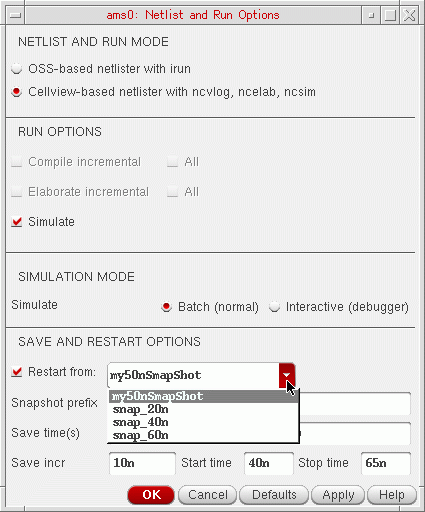 ams0: Netlist and Run Options
NETLIST AND RUN MODE
OSS-based netlister with irun
Cellview-based netlister with ncvlog, ncelab, ncsim
RUN OPTIONS
Compile incremental All
Elaborate incremental All
Simulate
SIMULATION MODE
Simulate Batch (normal) Interactive (debugger)
SAVE AND RESTART OPTIONS
Restart from: my50nSmapShot
my50nSmapShot
Snapshot prefix
snap_20n
snap_40n
Save time(s)
snap_60n
Save incr 10n Start time 40n Stop time 65n
OK Cancel Defaults Apply Help